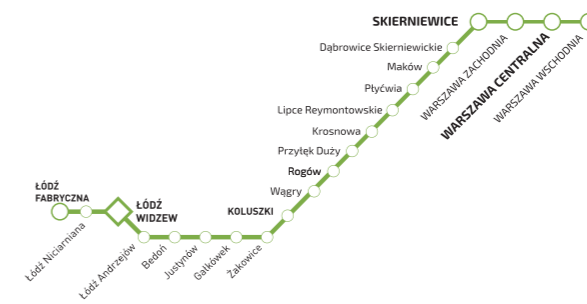 SKIERNIEWICE
Dąbrowice Skierniewickie
Maków
Płyćwia
Lipce Reymontowskie
Krosnowa
Przyłęk Duży
Rogów
Wągry
KOLUSZKI
WARSZAWA ZACHODNIA
WARSZAWA CENTRALNA
WARSZAWA WSCHODNIA
ŁÓDŹ
FABRYCZNA
ŁÓDŹ
WIDZEW
Łódź Niciarniana
Łódź Andrzejów
Bedoń
Justynów
Gałkówek
Żakowice